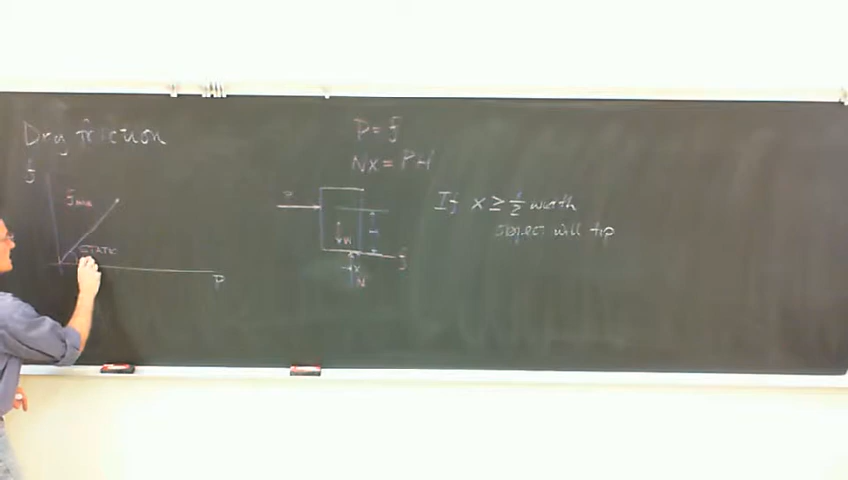 Dry friction
f
fmax
STATIC
P
P = f
Nx = PH
P
W
H
x
N
f
If x ≥ 1/2 width
object will tip